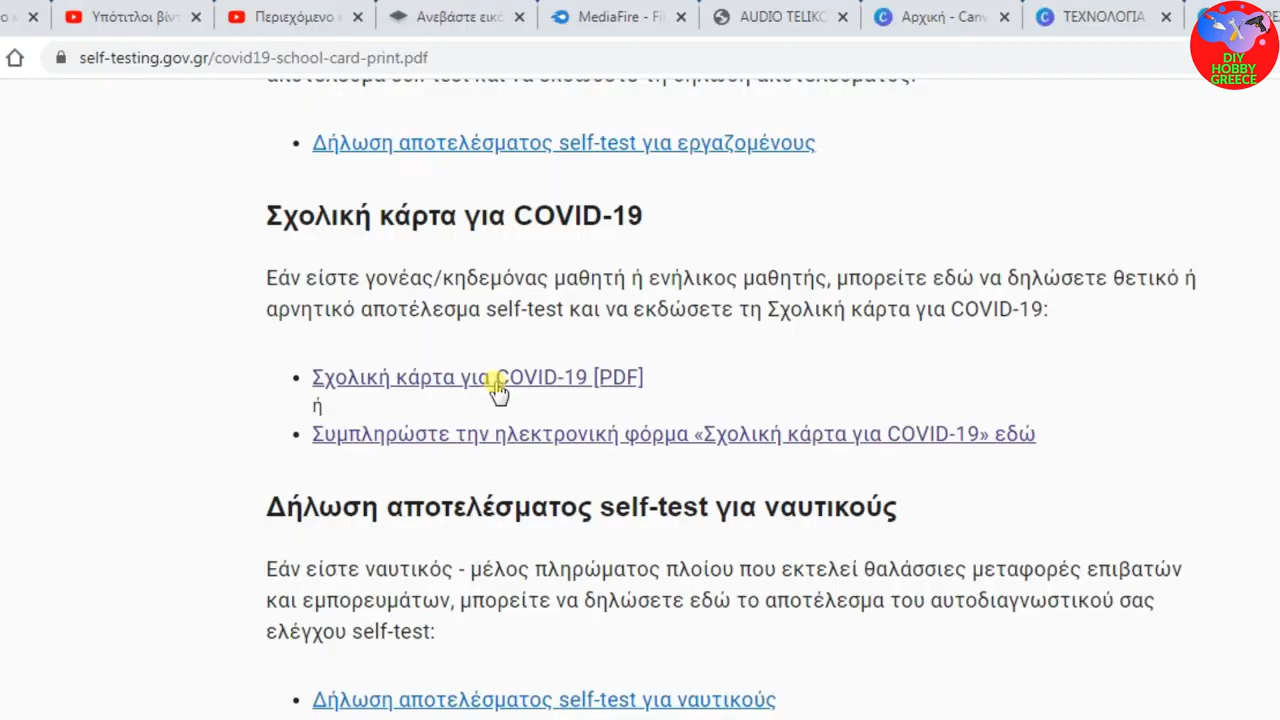 Υπότιτλοι βίντ
Περιεχόμενο
Ανεβάστε εικό
MediaFire - Fil
AUDIO TELIKO
Αρχική - Canv
ΤΕΧΝΟΛΟΓΙΑ
self-testing.gov.gr/covid19-school-card-print.pdf
DIY
HOBBY
GREECE
αποτέλεσμα self-test και να εκδώσετε τη δήλωση αποτελέσματος:
• Δήλωση αποτελέσματος self-test για εργαζομένους
Σχολική κάρτα για COVID-19
Εάν είστε γονέας/κηδεμόνας μαθητή ή ενήλικος μαθητής, μπορείτε εδώ να δηλώσετε θετικό ή
αρνητικό αποτέλεσμα self-test και να εκδώσετε τη Σχολική κάρτα για COVID-19:
• Σχολική κάρτα για COVID-19 [PDF]
ή
• Συμπληρώστε την ηλεκτρονική φόρμα «Σχολική κάρτα για COVID-19» εδώ
Δήλωση αποτελέσματος self-test για ναυτικούς
Εάν είστε ναυτικός - μέλος πληρώματος πλοίου που εκτελεί θαλάσσιες μεταφορές επιβατών
και εμπορευμάτων, μπορείτε να δηλώσετε εδώ το αποτέλεσμα του αυτοδιαγνωστικού σας
ελέγχου self-test:
• Δήλωση αποτελέσματος self-test για ναυτικούς